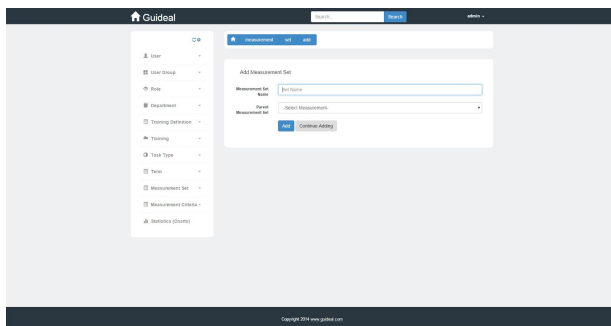 Guideal
Search...
Search
admin
measurement set add
User
User Group
Role
Department
Training Definition
Training
Task Type
Term
Measurement Set
Measurement Criteria
Statistics (Charts)
Add Measurement Set
Measurement Set
Name
Set Name
Parent
Measurement Set
-Select Measurement-
Add Continue Adding
Copyright 2014 www.guideal.com